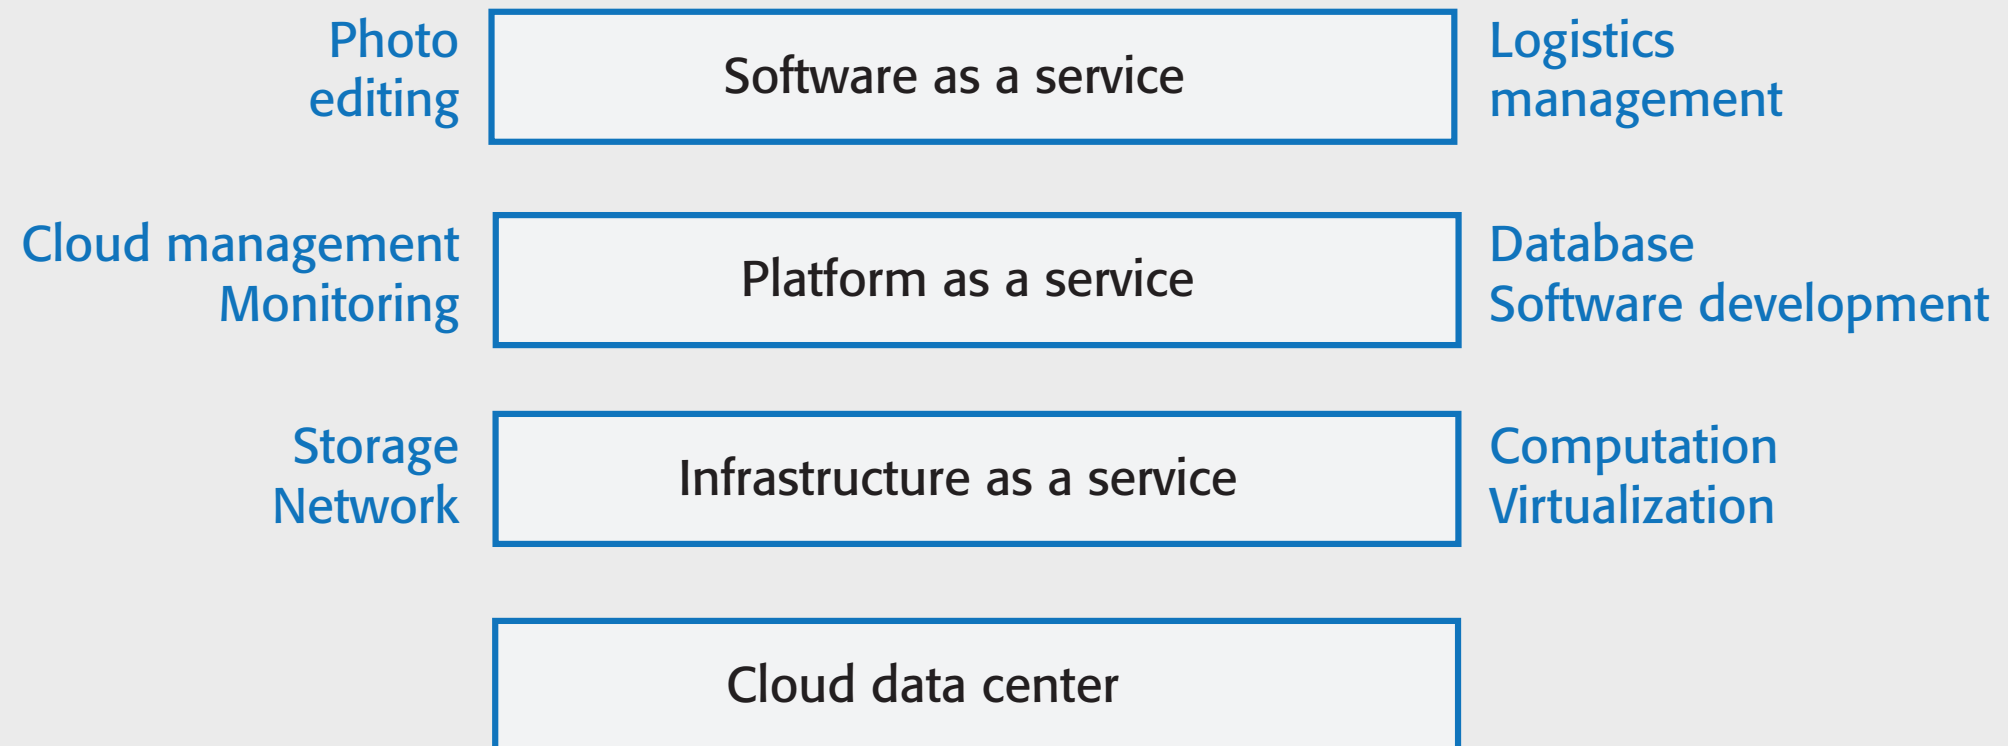 Photo
editing
Software as a service
Logistics
management
Cloud management
Monitoring
Platform as a service
Database
Software development
Storage
Network
Infrastructure as a service
Computation
Virtualization
Cloud data center